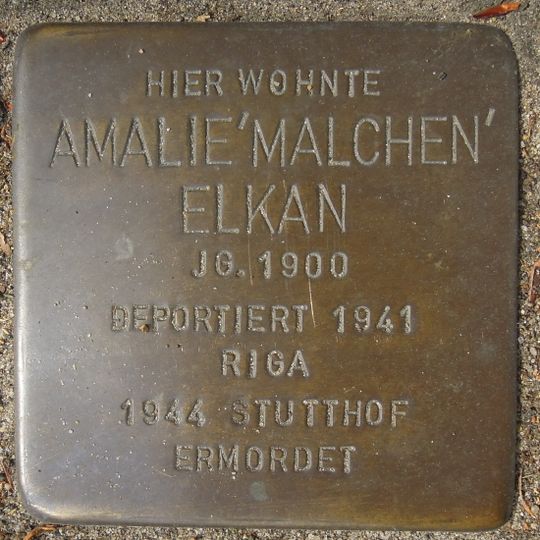 HIER WOHNTE
AMALIE 'MALCHEN'
ELKAN
JG. 1900
DEPORTIERT 1941
RIGA
1944 STUTTHOF
ERMORDET